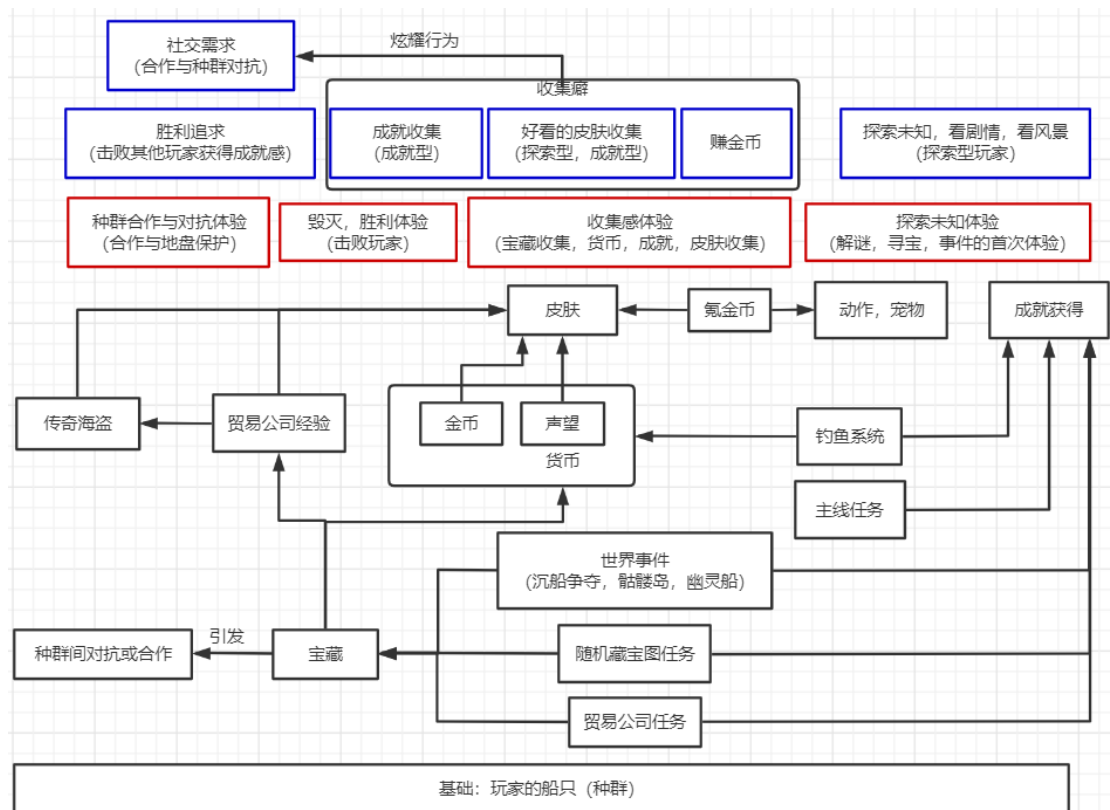 社交需求
(合作与种群对抗)
炫耀行为
收集癖
胜利追求
(击败其他玩家获得成就感)
成就收集
(成就型)
好看的皮肤收集
(探索型，成就型)
赚金币
探索未知，看剧情，看风景
(探索型玩家)
种群合作与对抗体验
(合作与地盘保护)
毁灭，胜利体验
(击败玩家)
收集感体验
(宝藏收集，货币，成就，皮肤收集)
探索未知体验
(解谜，寻宝，事件的首次体验)
皮肤
氪金币
动作，宠物
成就获得
传奇海盗
贸易公司经验
金币
声望
货币
钓鱼系统
主线任务
世界事件
(沉船争夺，骷髅岛，幽灵船)
种群间对抗或合作
引发
宝藏
随机藏宝图任务
贸易公司任务
基础：玩家的船只 (种群)